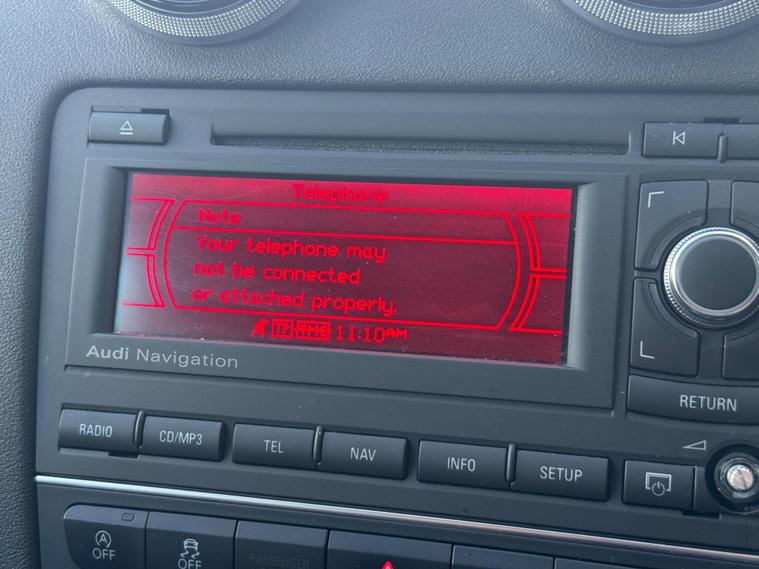 Telephone
Note
Your telephone may
not be connected
or attached properly.
TP TMC 11:10AM
Audi Navigation
RETURN
RADIO CD/MP3 TEL NAV INFO SETUP
A OFF OFF PASSENGER